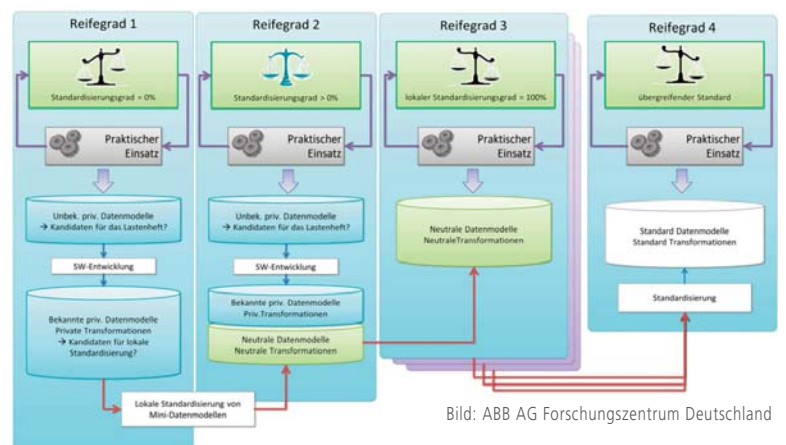 Reifegrad 1
Standardisierungsgrad = 0%
Praktischer
Einsatz
Unbek. priv. Datenmodelle
→ Kandidaten für das Lastenheft?
SW-Entwicklung
Bekannte priv. Datenmodelle
Private Transformationen
→ Kandidaten für lokale
Standardisierung?
Lokale Standardisierung von
Mini-Datenmodellen
Reifegrad 2
Standardisierungsgrad > 0%
Praktischer
Einsatz
Unbek. priv. Datenmodelle
→ Kandidaten für das Lastenheft?
SW-Entwicklung
Bekannte priv. Datenmodelle
Priv.Transformationen
Neutrale Datenmodelle
Neutrale Transformationen
Reifegrad 3
lokaler Standardisierungsgrad = 100%
Praktischer
Einsatz
Neutrale Datenmodelle
NeutraleTransformationen
Reifegrad 4
übergreifender Standard
Praktischer
Einsatz
Standard Datenmodelle
Standard Transformationen
Standardisierung
Bild: ABB AG Forschungszentrum Deutschland